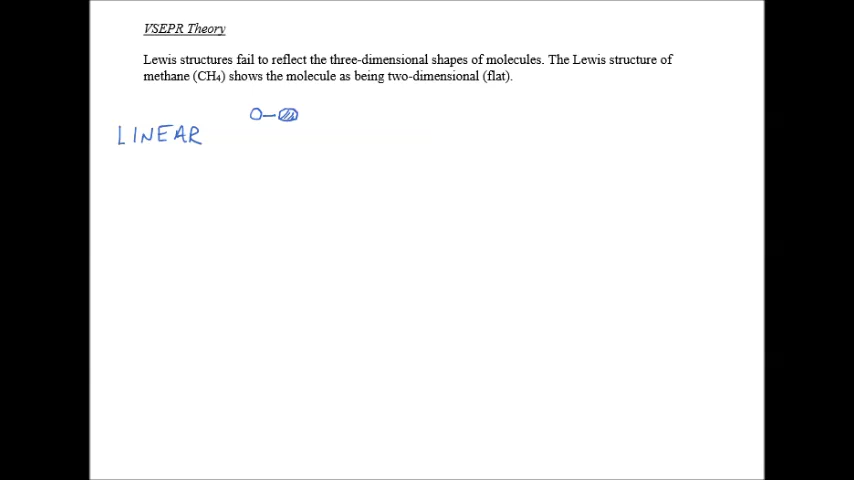 VSEPR Theory
Lewis structures fail to reflect the three-dimensional shapes of molecules. The Lewis structure of
methane (CH₄) shows the molecule as being two-dimensional (flat).
LINEAR